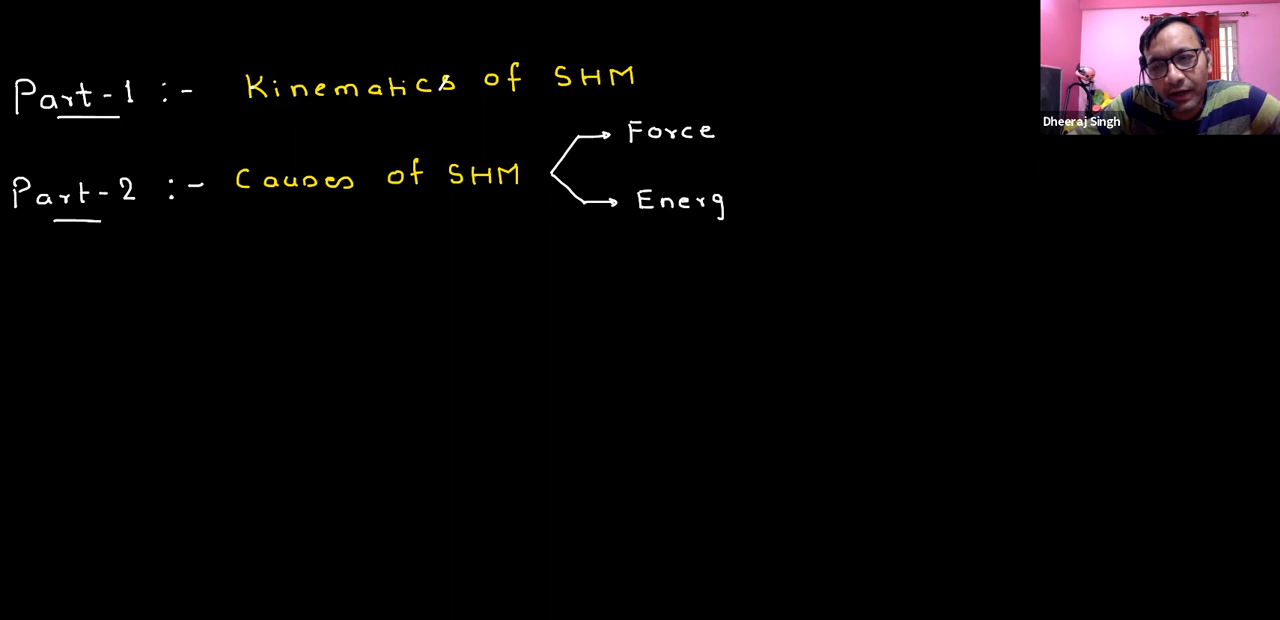 Part-1 :- Kinematics of SHM
Force
Part-2 :- Causes of SHM
Energ
Dheeraj Singh